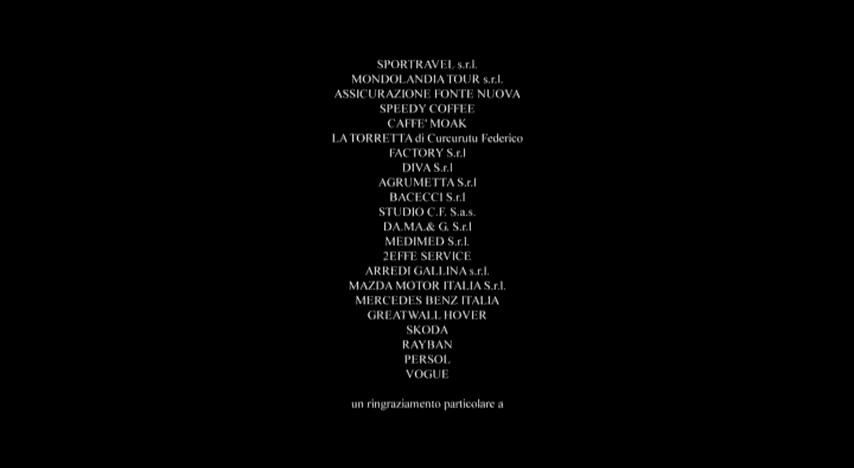 SPORTRAVEL s.r.l.
MONDOLANDIA TOUR s.r.l.
ASSICURAZIONE FONTE NUOVA
SPEEDY COFFEE
CAFFE' MOAK
LA TORRETTA di Curcurutu Federico
FACTORY S.r.l
DIVA S.r.l
AGRUMETTA S.r.l
BACECCI S.r.l
STUDIO C.F. S.a.s.
DA.MA.& G. S.r.l
MEDIMED S.r.l.
2EFFE SERVICE
ARREDI GALLINA s.r.l.
MAZDA MOTOR ITALIA S.r.l.
MERCEDES BENZ ITALIA
GREATWALL HOVER
SKODA
RAYBAN
PERSOL
VOGUE
un ringraziamento particolare a